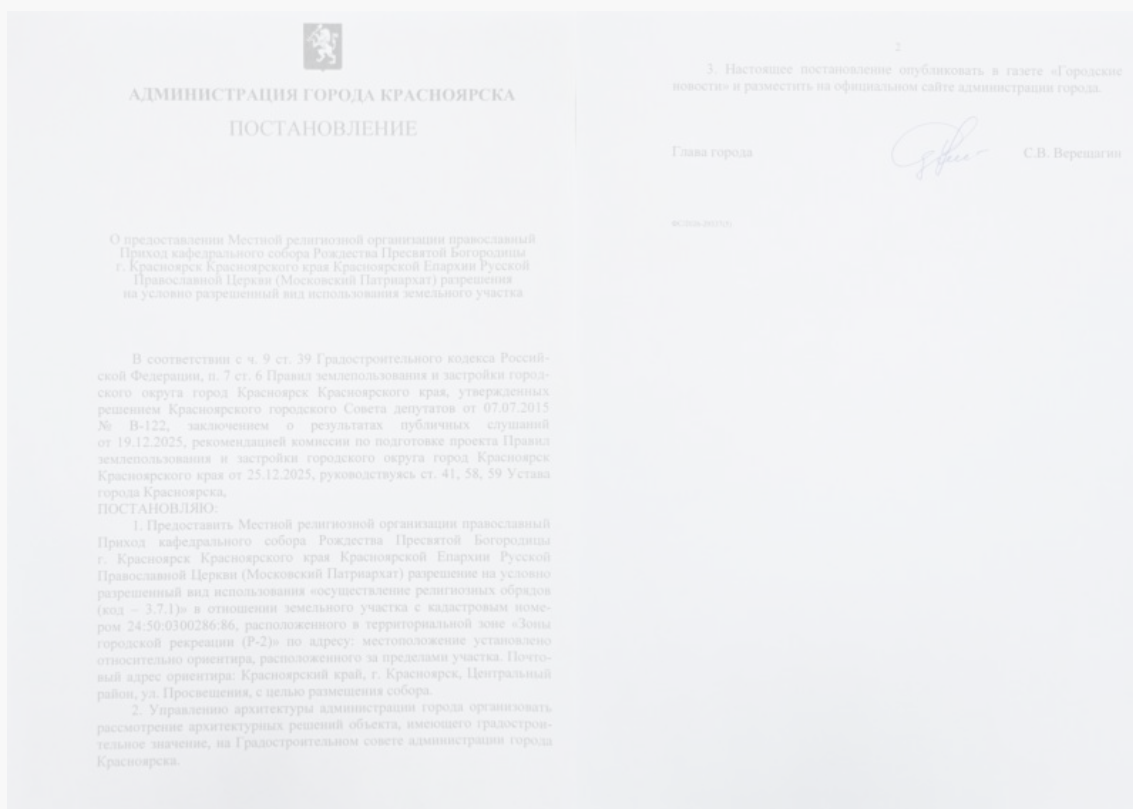 АДМИНИСТРАЦИЯ ГОРОДА КРАСНОЯРСКА
ПОСТАНОВЛЕНИЕ
О предоставлении Местной религиозной организации православный
Приход кафедрального собора Рождества Пресвятой Богородицы
г. Красноярск Красноярского края Красноярской Епархии Русской
Православной Церкви (Московский Патриархат) разрешения
на условно разрешенный вид использования земельного участка
В соответствии с ч. 9 ст. 39 Градостроительного кодекса Россий-
ской Федерации, п. 7 ст. 6 Правил землепользования и застройки город-
ского округа город Красноярск Красноярского края, утвержденных
решением Красноярского городского Совета депутатов от 07.07.2015
№ В-122, заключением о результатах публичных слушаний
от 19.12.2025, рекомендацией комиссии по подготовке проекта Правил
землепользования и застройки городского округа город Красноярск
Красноярского края от 25.12.2025, руководствуясь ст. 41, 58, 59 Устава
города Красноярска,
ПОСТАНОВЛЯЮ:
1. Предоставить Местной религиозной организации православный
Приход кафедрального собора Рождества Пресвятой Богородицы
г. Красноярск Красноярского края Красноярской Епархии Русской
Православной Церкви (Московский Патриархат) разрешение на условно
разрешенный вид использования «осуществление религиозных обрядов
(код – 3.7.1)» в отношении земельного участка с кадастровым номе-
ром 24:50:0300286:86, расположенного в территориальной зоне «Зоны
городской рекреации (Р-2)» по адресу: местоположение установлено
относительно ориентира, расположенного за пределами участка. Почто-
вый адрес ориентира: Красноярский край, г. Красноярск, Центральный
район, ул. Просвещения, с целью размещения собора.
2. Управлению архитектуры администрации города организовать
рассмотрение архитектурных решений объекта, имеющего градострои-
тельное значение, на Градостроительном совете администрации города
Красноярска.
2
3. Настоящее постановление опубликовать в газете «Городские
новости» и разместить на официальном сайте администрации города.
Глава города С.В. Верещагин